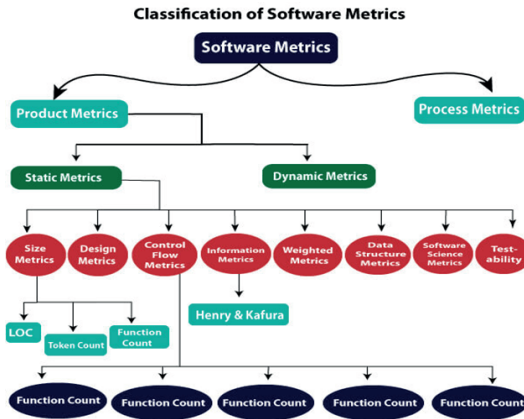 Classification of Software Metrics
Software Metrics
Product Metrics
Process Metrics
Static Metrics
Dynamic Metrics
Size
Metrics
Design
Metrics
Control
Flow
Metrics
Information
Metrics
Weighted
Metrics
Data
Structure
Metrics
Software
Science
Metrics
Test-
ability
LOC
Token Count
Function
Count
Henry & Kafura
Function Count
Function Count
Function Count
Function Count
Function Count